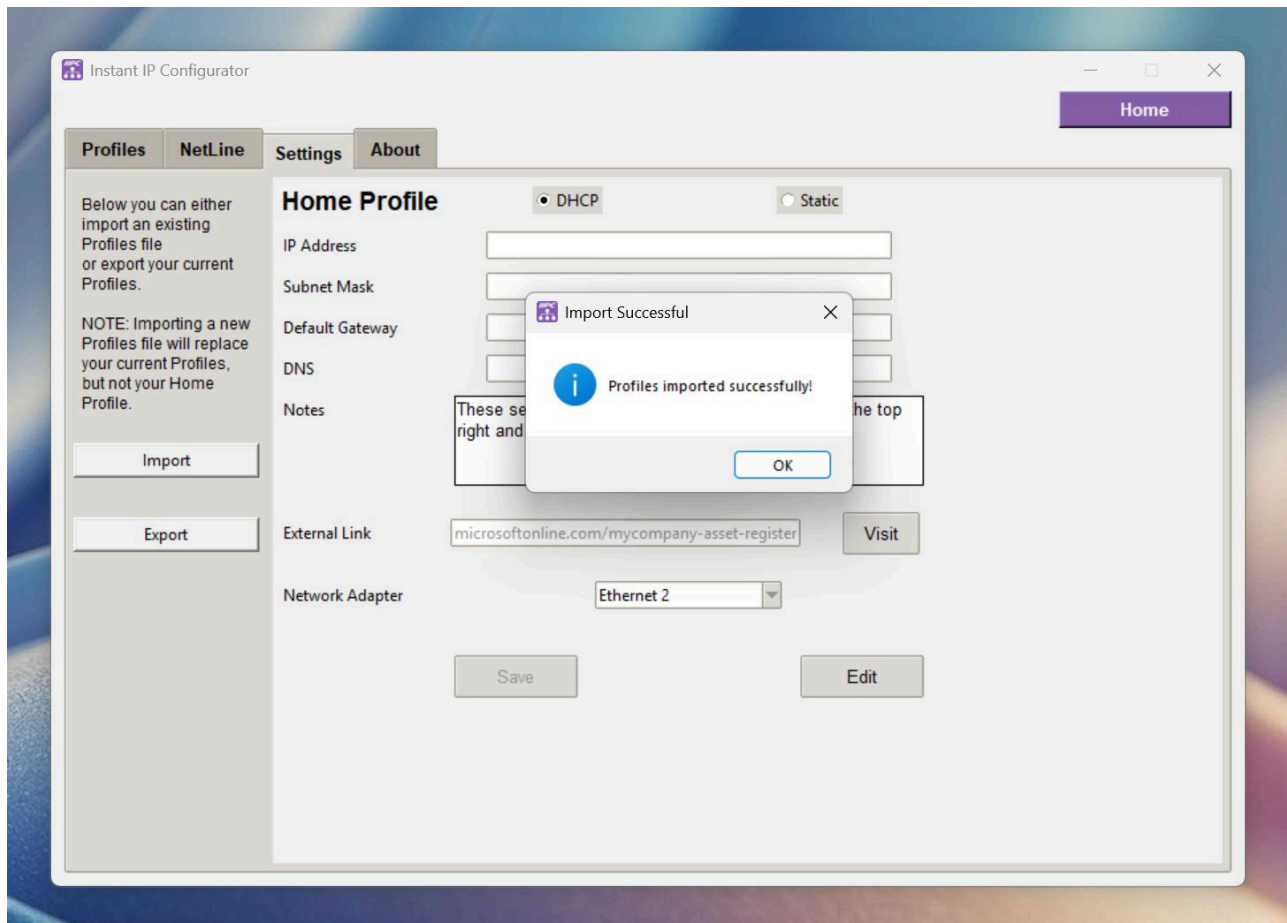 Instant IP Configurator
Home
Profiles NetLine Settings About
Below you can either
import an existing
Profiles file
or export your current
Profiles.
NOTE: Importing a new
Profiles file will replace
your current Profiles,
but not your Home
Profile.
Import
Export
Home Profile
DHCP
Static
IP Address
Subnet Mask
Default Gateway
DNS
Notes
These se
he top
right and
Import Successful
Profiles imported successfully!
OK
External Link
microsoftonline.com/mycompany-asset-register
Visit
Network Adapter
Ethernet 2
Save
Edit